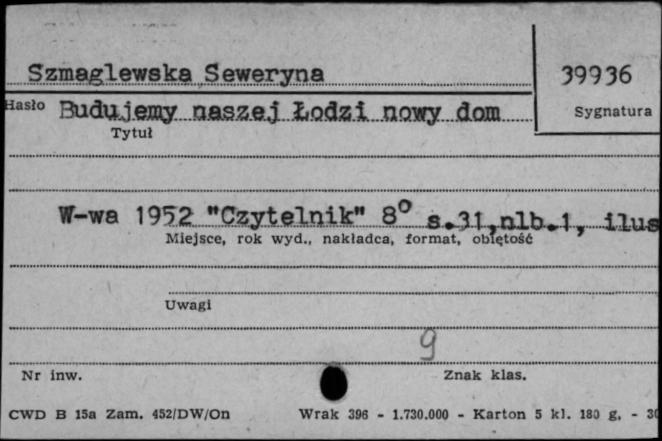 Szmaglewska Seweryna
39936
Hasło Budujemy naszej Łodzi nowy dom
Sygnatura
Tytuł
W-wa 1952 "Czytelnik" 8° s.31,nlb.1, ilus
Miejsce, rok wyd., nakładca, format, objętość
Uwagi
9
Nr inw.
Znak klas.
CWD B 15a Zam. 452/DW/On Wrak 396 - 1.730.000 - Karton 5 kl. 180 g, - 30